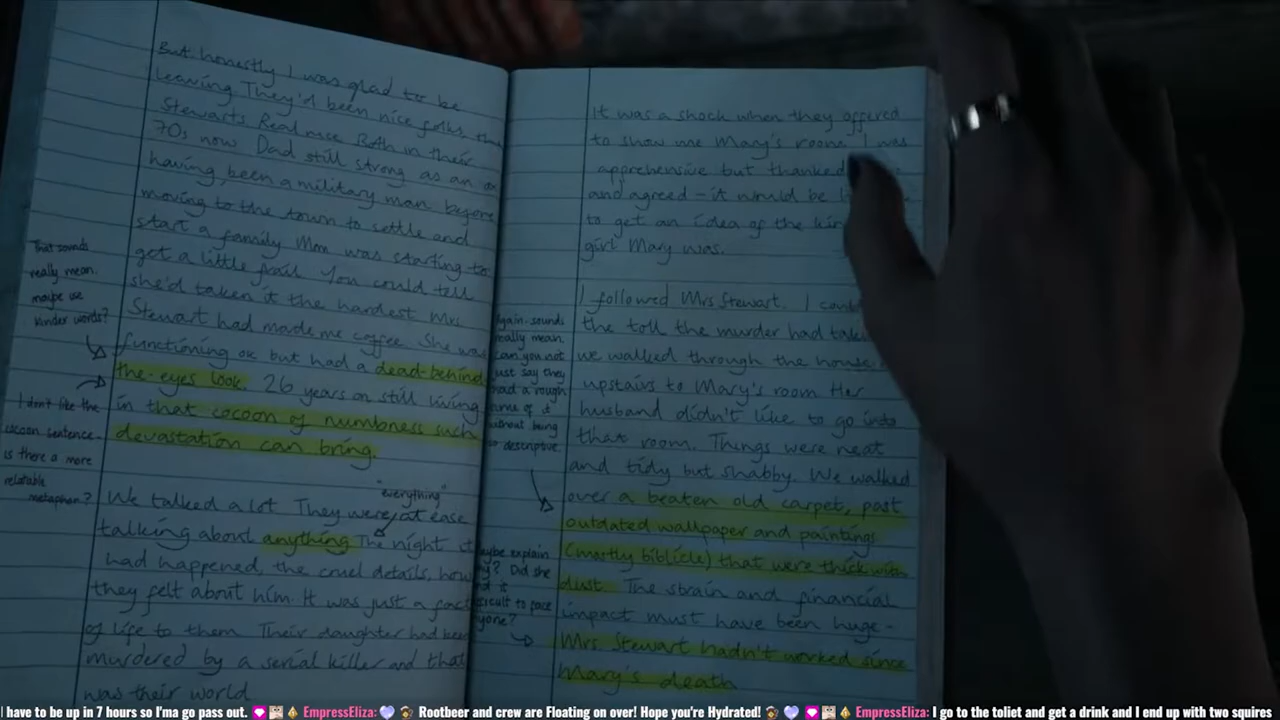 But honestly I was glad to be
leaving They'd been nice folks, the
Stewarts. Real nice Both in their
70s now Dad still strong as an ox
having been a military man before
moving to the town to settle and
start a family Mom was starting to
get a little frail You could tell
she'd taken it the hardest Mrs
Stewart had made me coffee. She was
functioning ok but had a dead-behind
the-eyes look. 26 years on still living
in that cocoon of numbness such
devastation can bring.
That sounds
really mean.
maybe use
kinder words?
I don't like the
cocoon sentence.
is there a more
relatable
metaphor?
"everything"
We talked a lot They were at ease
talking about anything The night it
had happened, the cruel details, how
they felt about him. It was just a fact
of life to them Their daughter had been
murdered by a serial killer and that
was their world
It was a shock when they offered
to show me Mary's room. I was
apprehensive but thanked
and agreed - it would be
to get an idea of the
girl Mary was.
I followed Mrs Stewart. I
the toll the murder had
we walked through the house
upstairs to Mary's room Her
husband didn't like to go into
that room. Things were neat
and tidy but shabby. We walked
over a beaten old carpet, past
outdated wallpaper and paintings
(mostly biblicle) that were thick with
dust. The strain and financial
impact must have been huge -
Mrs Stewart hadn't worked since
Mary's death
Again. sounds
really mean.
can you not
just say they
had a rough
time of it
without being
so descriptive.
maybe explain
why? Did she
find it
difficult to face
anyone?
I have to be up in 7 hours so I'ma go pass out. EmpressEliza: Rootbeer and crew are Floating on over! Hope you're Hydrated! EmpressEliza: I go to the toliet and get a drink and I end up with two squires